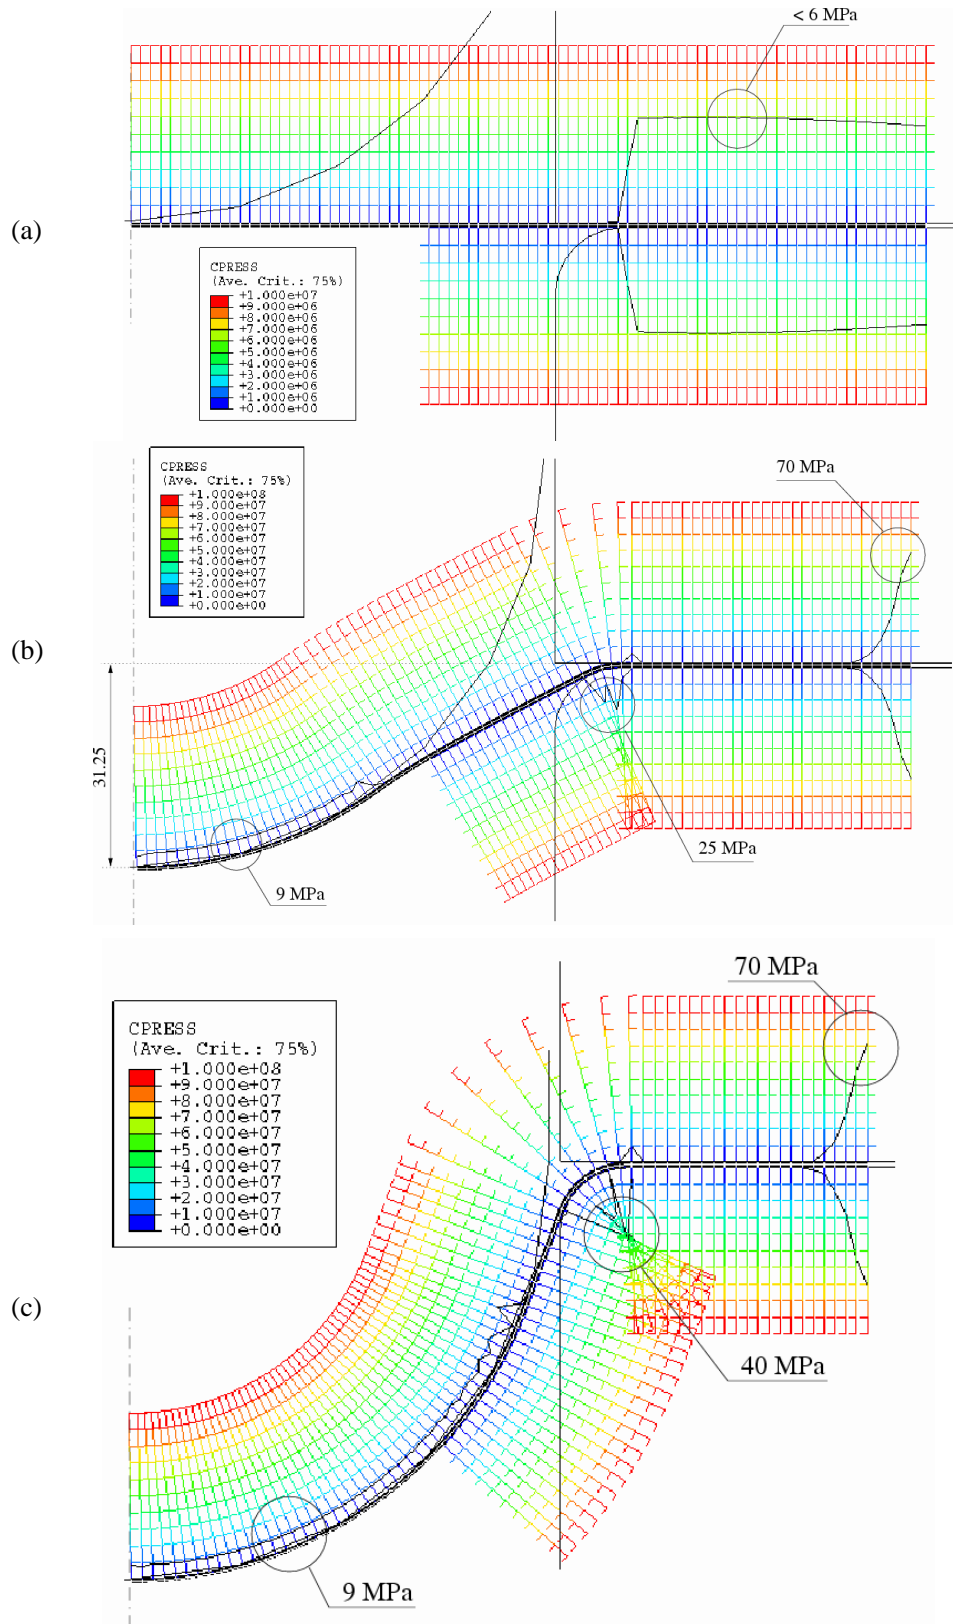 < 6 MPa
(a)
CPRESS
(Ave. Crit.: 75%)
+1.000e+07
+9.000e+06
+8.000e+06
+7.000e+06
+6.000e+06
+5.000e+06
+4.000e+06
+3.000e+06
+2.000e+06
+1.000e+06
+0.000e+00
CPRESS
(Ave. Crit.: 75%)
+1.000e+08
+9.000e+07
+8.000e+07
+7.000e+07
+6.000e+07
+5.000e+07
+4.000e+07
+3.000e+07
+2.000e+07
+1.000e+07
+0.000e+00
70 MPa
(b)
31.25
25 MPa
9 MPa
70 MPa
CPRESS
(Ave. Crit.: 75%)
+1.000e+08
+9.000e+07
+8.000e+07
+7.000e+07
+6.000e+07
+5.000e+07
+4.000e+07
+3.000e+07
+2.000e+07
+1.000e+07
+0.000e+00
(c)
40 MPa
9 MPa